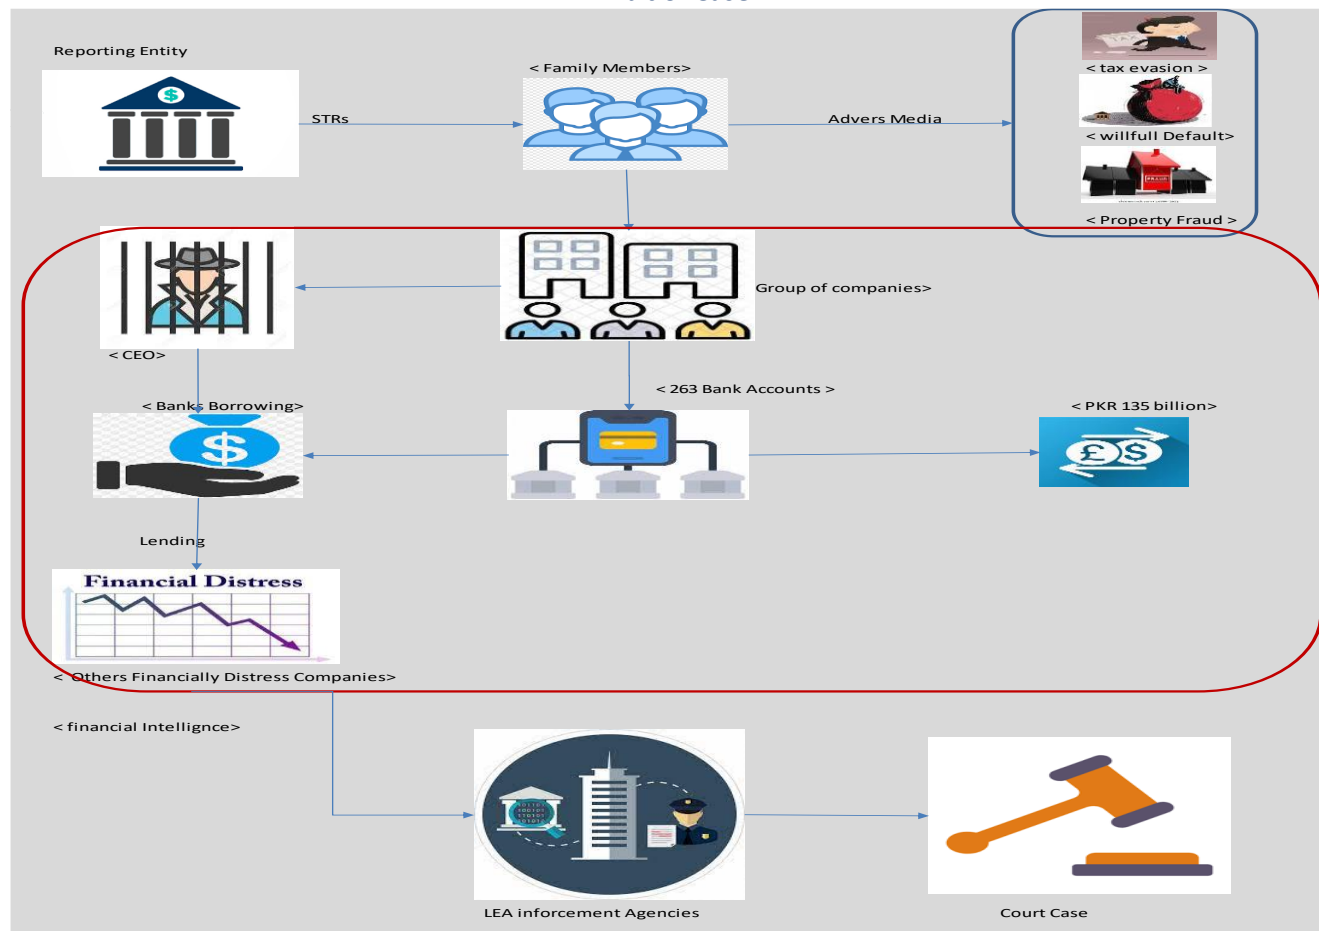 Reporting Entity
< Family Members>
< tax evasion >
STRs
Advers Media
< willfull Default>
FRAUD
< Property Fraud >
Group of companies>
< CEO>
< 263 Bank Accounts >
< Banks Borrowing>
< PKR 135 billion>
Lending
Financial Distress
< Others Financially Distress Companies>
< financial Intellignce>
LEA inforcement Agencies
Court Case